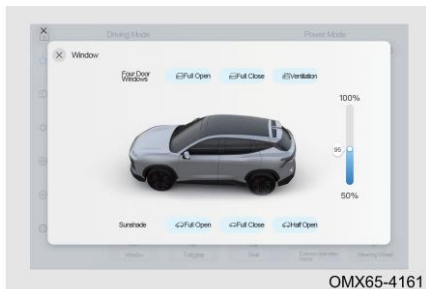 Driving Mode Power Mode
Window
Four Door Windows Full Open Full Close Ventilation
100%
95
50%
Sunshade Full Open Full Close Half Open
Window Tailgate Seat Steering Wheel
OMX65-4161